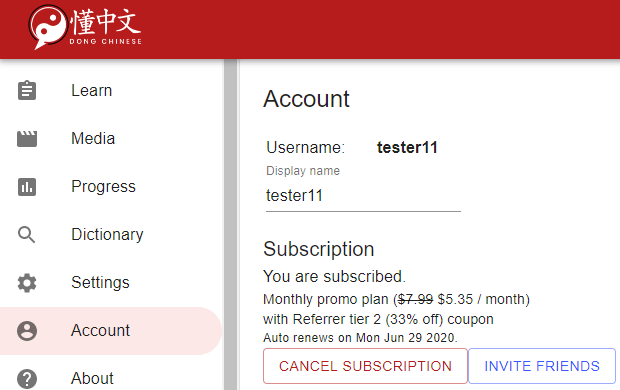 懂中文
DONG CHINESE
Learn
Media
Progress
Dictionary
Settings
Account
About
Account
Username: tester11
Display name
tester11
Subscription
You are subscribed.
Monthly promo plan ($7.99 $5.35 / month)
with Referrer tier 2 (33% off) coupon
Auto renews on Mon Jun 29 2020.
CANCEL SUBSCRIPTION INVITE FRIENDS